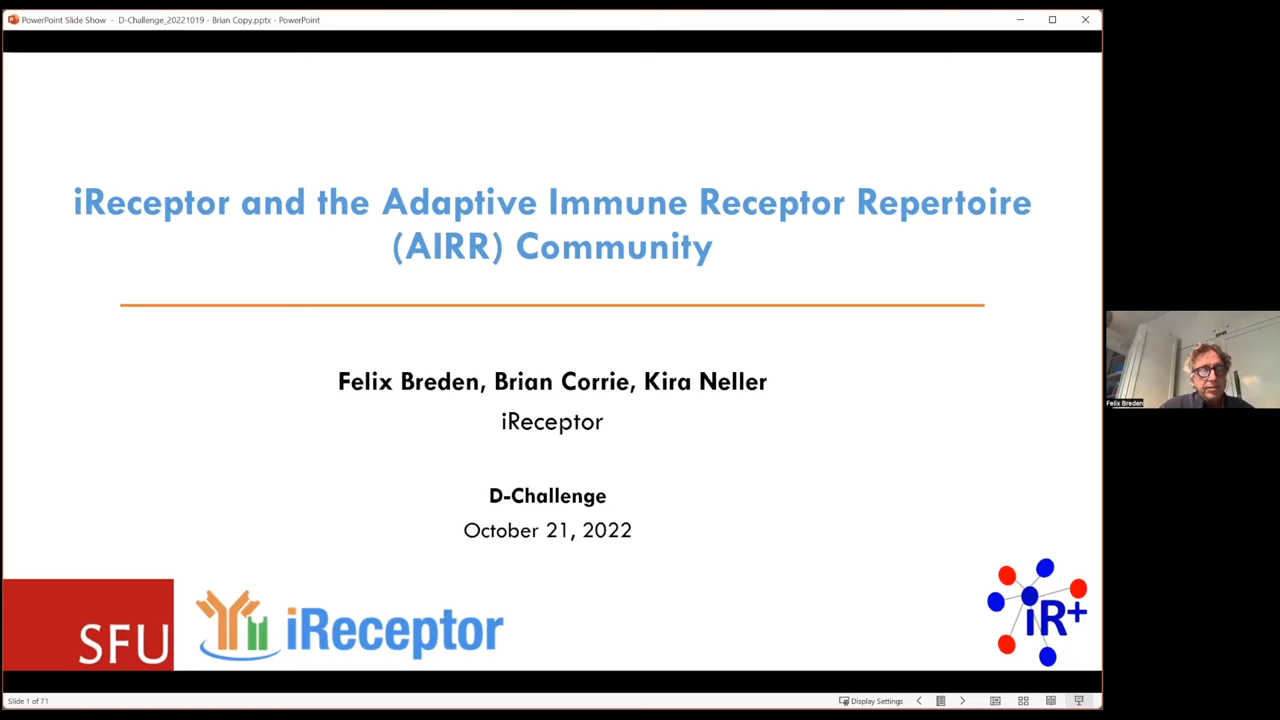 PowerPoint Slide Show - D-Challenge_20221019 - Brian Copy.pptx - PowerPoint
iReceptor and the Adaptive Immune Receptor Repertoire
(AIRR) Community
Felix Breden, Brian Corrie, Kira Neller
iReceptor
D-Challenge
October 21, 2022
SFU
iReceptor
iR+
Felix Breden
Slide 1 of 71
Display Settings